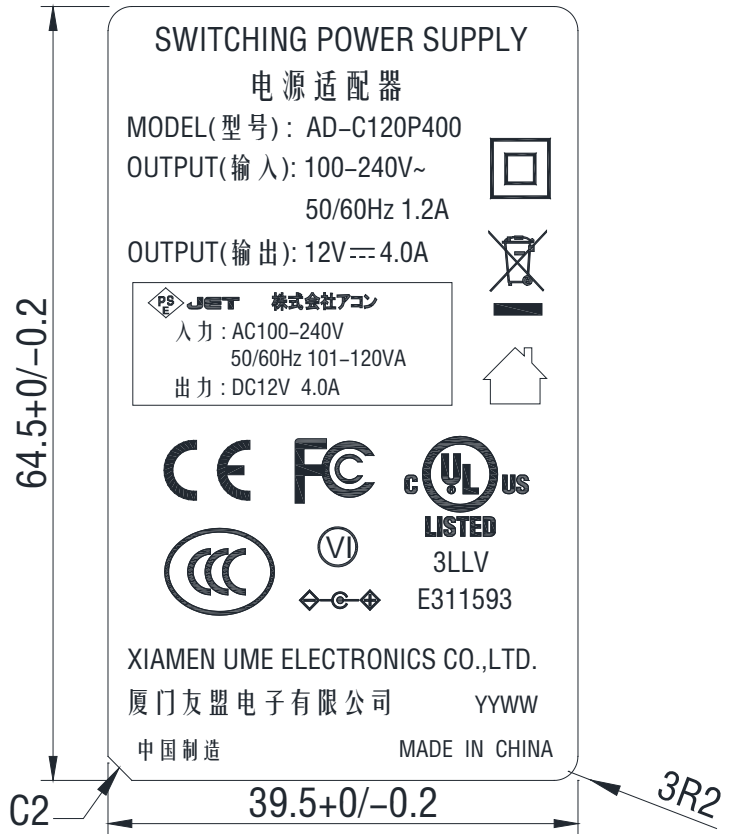 SWITCHING POWER SUPPLY
电源适配器
MODEL(型号): AD-C120P400
OUTPUT(输入): 100-240V~
50/60Hz 1.2A
OUTPUT(输出): 12V⎓4.0A
PS
E
JET 株式会社アコン
入力:AC100-240V
50/60Hz 101-120VA
出力:DC12V 4.0A
CE FC C UL US
LISTED
CCC VI 3LLV
E311593
XIAMEN UME ELECTRONICS CO.,LTD.
厦门友盟电子有限公司 YYWW
中国制造 MADE IN CHINA
64.5+0/-0.2
C2 39.5+0/-0.2 3R2